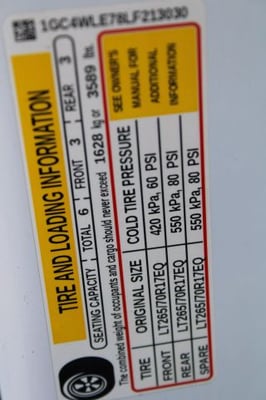 1GC4WLE78LF213030
TIRE AND LOADING INFORMATION
SEATING CAPACITY TOTAL 6 FRONT 3 REAR 3
The combined weight of occupants and cargo should never exceed 1628 kg or 3589 lbs.
TIRE ORIGINAL SIZE COLD TIRE PRESSURE
FRONT LT265/70R17EQ 420 kPa, 60 PSI
REAR LT265/70R17EQ 550 kPa, 80 PSI
SPARE LT265/70R17EQ 550 kPa, 80 PSI
SEE OWNER'S
MANUAL FOR
ADDITIONAL
INFORMATION